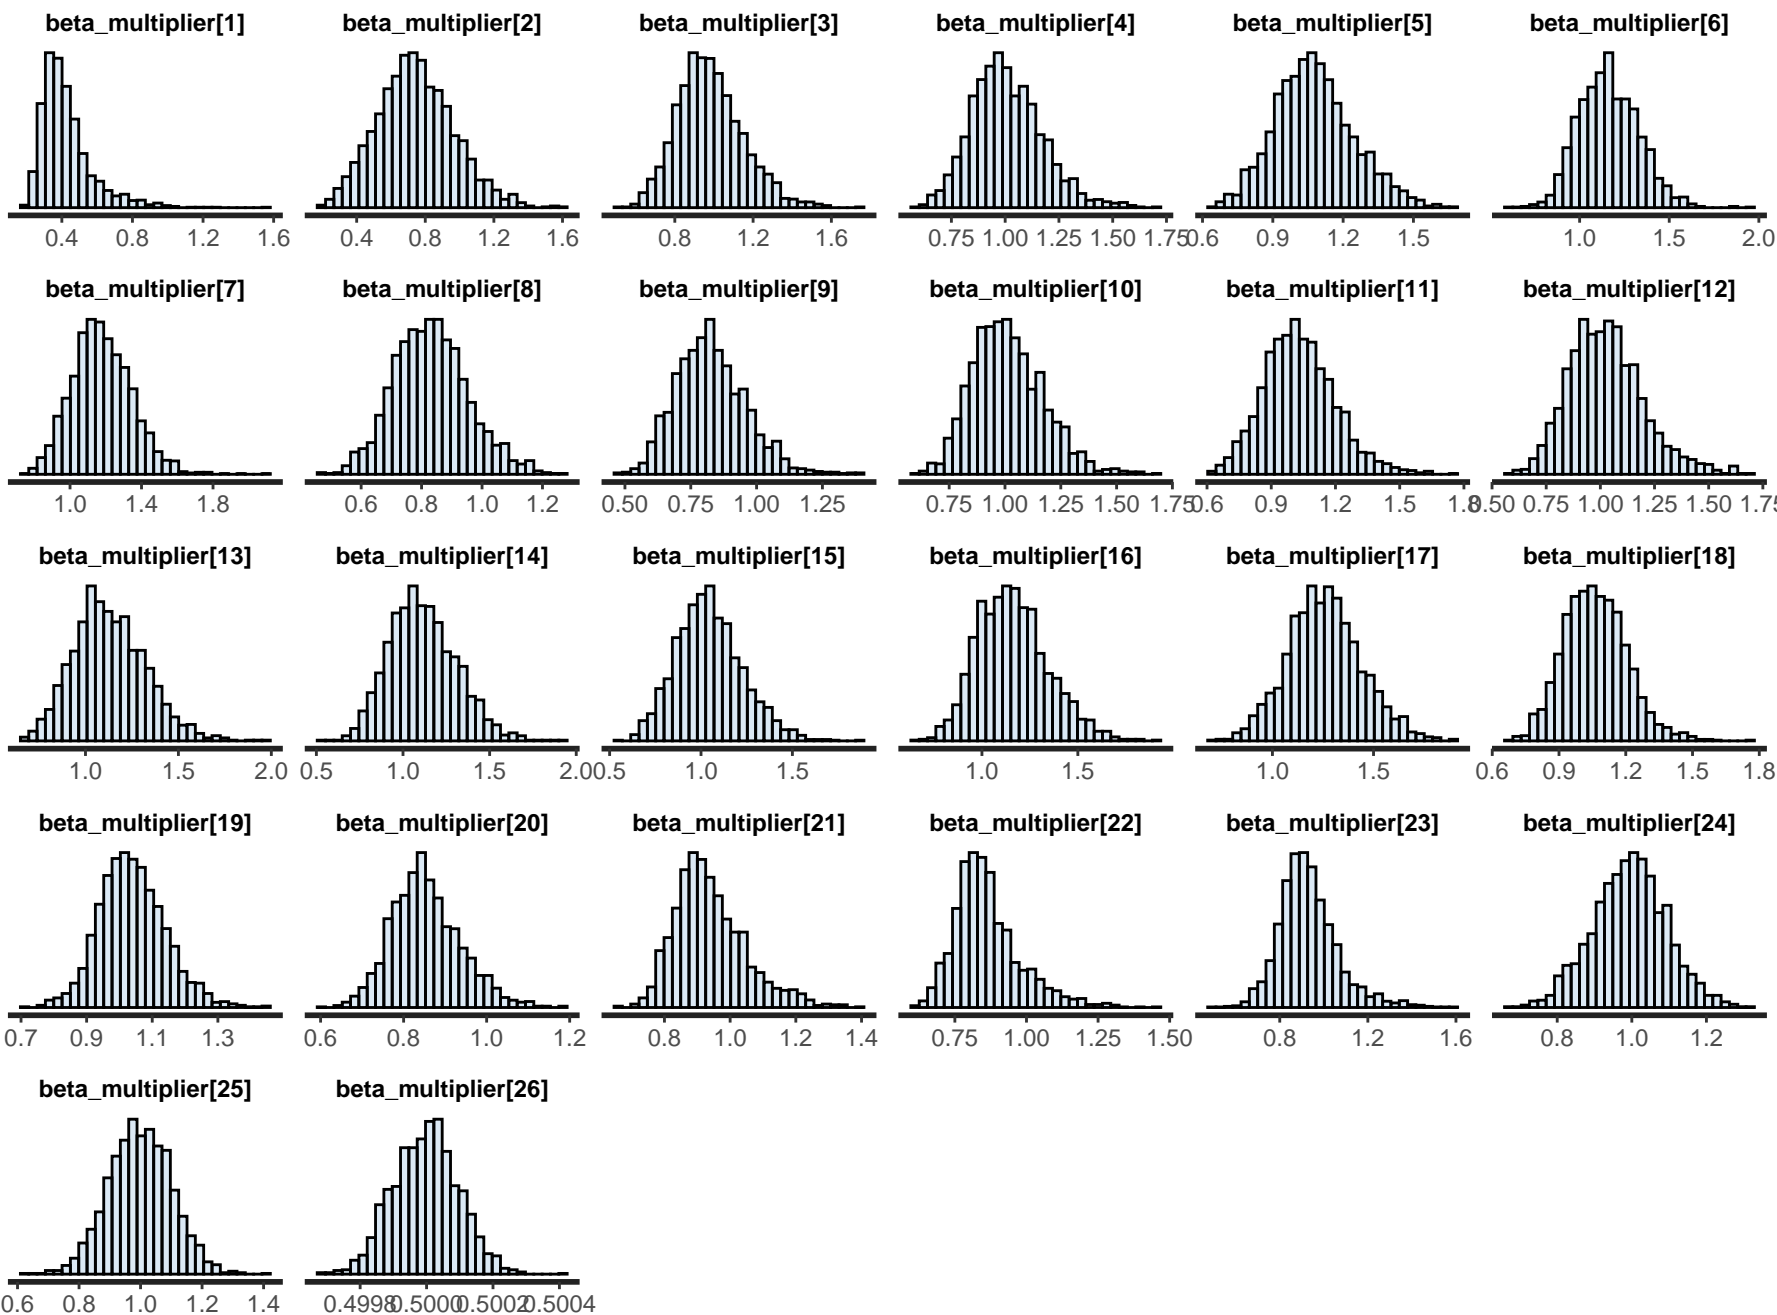 beta_multiplier[1] beta_multiplier[2] beta_multiplier[3] beta_multiplier[4] beta_multiplier[5] beta_multiplier[6]
0.4 0.8 1.2 1.6 0.4 0.8 1.2 1.6 0.8 1.2 1.6 0.75 1.00 1.25 1.50 1.75 0.6 0.9 1.2 1.5 1.0 1.5 2.0
beta_multiplier[7] beta_multiplier[8] beta_multiplier[9] beta_multiplier[10] beta_multiplier[11] beta_multiplier[12]
1.0 1.4 1.8 0.6 0.8 1.0 1.2 0.50 0.75 1.00 1.25 0.75 1.00 1.25 1.50 1.75 0.6 0.9 1.2 1.5 1.8 0.50 0.75 1.00 1.25 1.50 1.75
beta_multiplier[13] beta_multiplier[14] beta_multiplier[15] beta_multiplier[16] beta_multiplier[17] beta_multiplier[18]
1.0 1.5 2.0 0.5 1.0 1.5 2.0 0.5 1.0 1.5 1.0 1.5 1.0 1.5 0.6 0.9 1.2 1.5 1.8
beta_multiplier[19] beta_multiplier[20] beta_multiplier[21] beta_multiplier[22] beta_multiplier[23] beta_multiplier[24]
0.7 0.9 1.1 1.3 0.6 0.8 1.0 1.2 0.8 1.0 1.2 1.4 0.75 1.00 1.25 1.50 0.8 1.2 1.6 0.8 1.0 1.2
beta_multiplier[25] beta_multiplier[26]
0.6 0.8 1.0 1.2 1.4 0.4998 0.5000 0.5002 0.5004